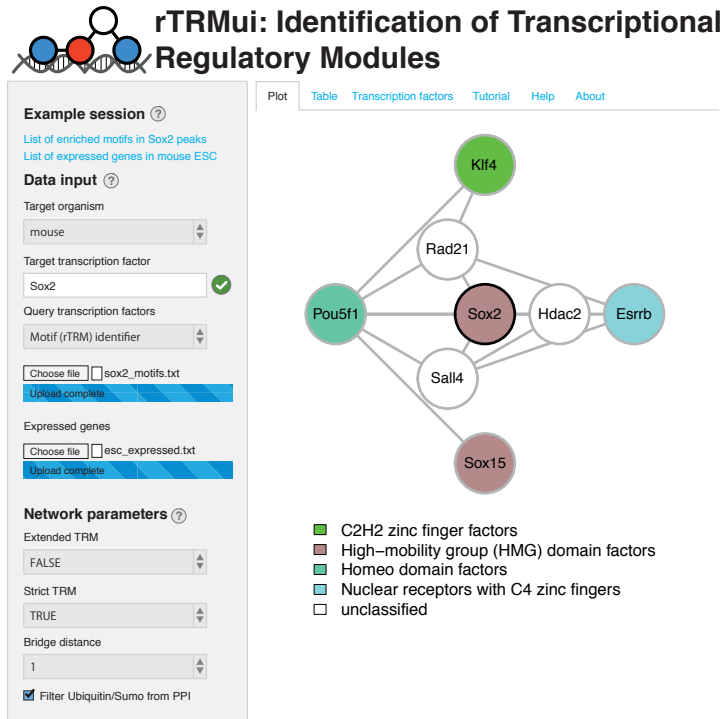 rTRMui: Identification of Transcriptional
Regulatory Modules
Example session ?
List of enriched motifs in Sox2 peaks
List of expressed genes in mouse ESC
Data input ?
Target organism
mouse
Target transcription factor
Sox2
Query transcription factors
Motif (rTRM) identifier
Choose file sox2_motifs.txt
Upload complete
Expressed genes
Choose file esc_expressed.txt
Upload complete
Network parameters ?
Extended TRM
FALSE
Strict TRM
TRUE
Bridge distance
1
Filter Ubiquitin/Sumo from PPI
Plot Table Transcription factors Tutorial Help About
Klf4
Rad21
Pou5f1 Sox2 Hdac2 Esrrb
Sall4
Sox15
C2H2 zinc finger factors
High−mobility group (HMG) domain factors
Homeo domain factors
Nuclear receptors with C4 zinc fingers
unclassified